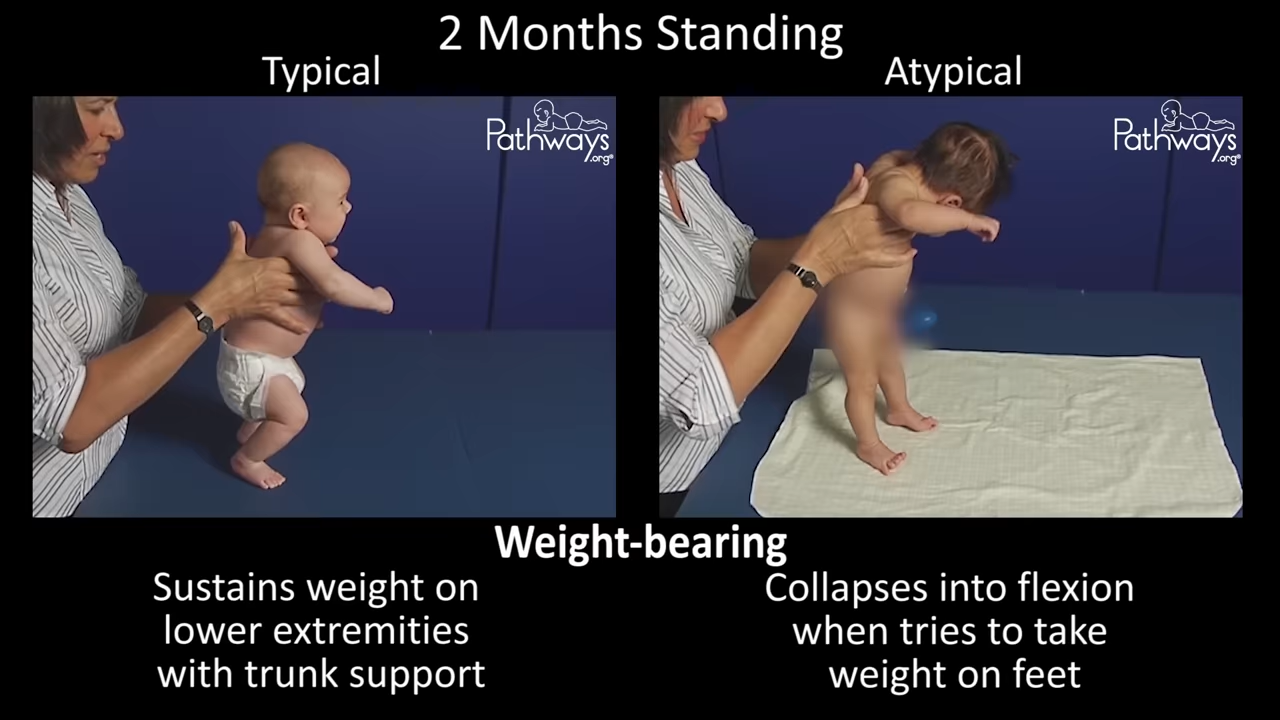 2 Months Standing
Typical
Atypical
Pathways
.org®
Pathways
.org®
Weight-bearing
Sustains weight on
lower extremities
with trunk support
Collapses into flexion
when tries to take
weight on feet